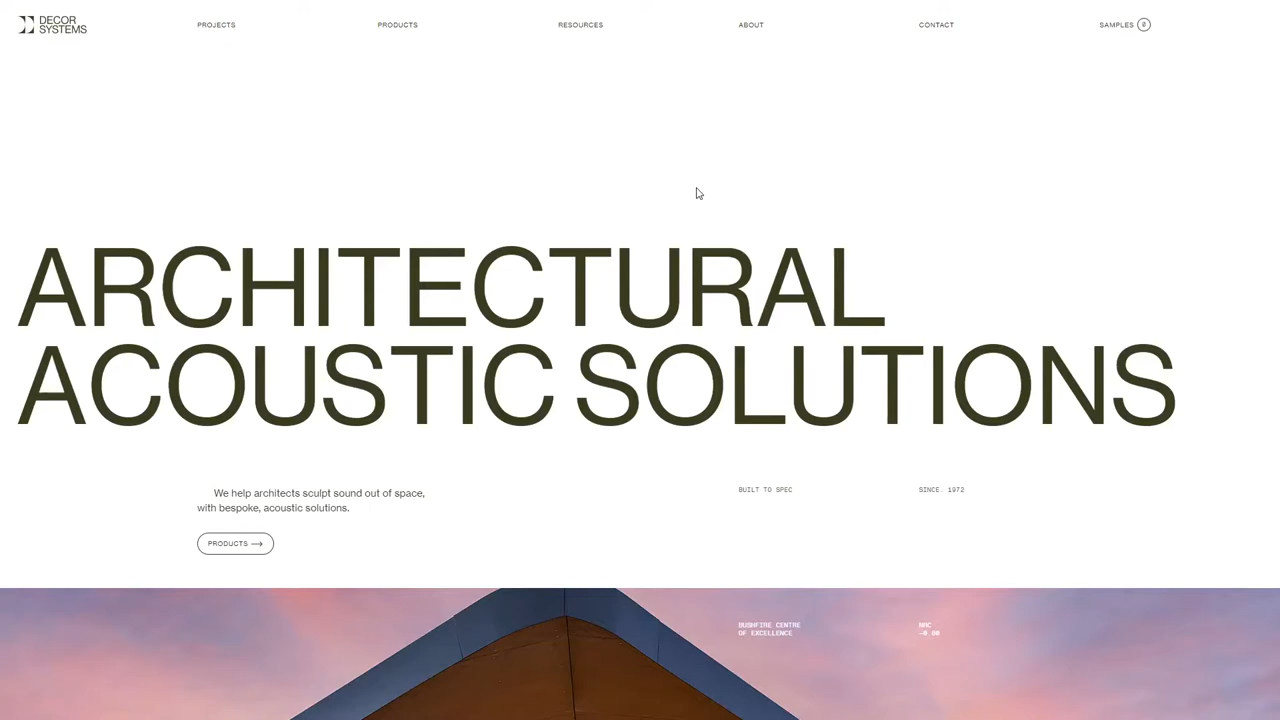 DECOR
SYSTEMS
PROJECTS
PRODUCTS
RESOURCES
ABOUT
CONTACT
SAMPLES 0
ARCHITECTURAL
ACOUSTIC SOLUTIONS
We help architects sculpt sound out of space,
with bespoke, acoustic solutions.
BUILT TO SPEC
SINCE: 1972
PRODUCTS
BUSHFIRE CENTRE
OF EXCELLENCE
NRC